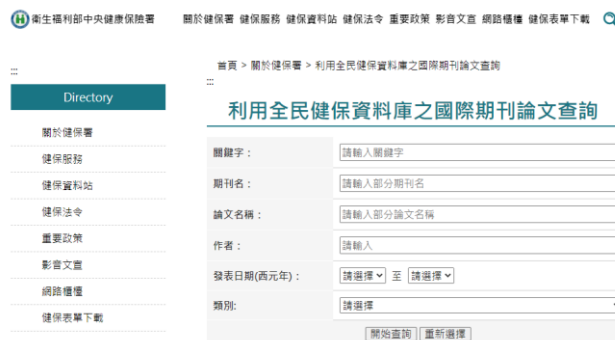 衛生福利部中央健康保險署
關於健保署 健保服務 健保資料站 健保法令 重要政策 影音文宣 網路櫃檯 健保表單下載
首頁 > 關於健保署 > 利用全民健保資料庫之國際期刊論文查詢
:::
:::
Directory
關於健保署
健保服務
健保資料站
健保法令
重要政策
影音文宣
網路櫃檯
健保表單下載
利用全民健保資料庫之國際期刊論文查詢
關鍵字： 請輸入關鍵字
期刊名： 請輸入部分期刊名
論文名稱： 請輸入部分論文名稱
作者： 請輸入
發表日期(西元年)： 請選擇 至 請選擇
類別: 請選擇
開始查詢 重新選擇